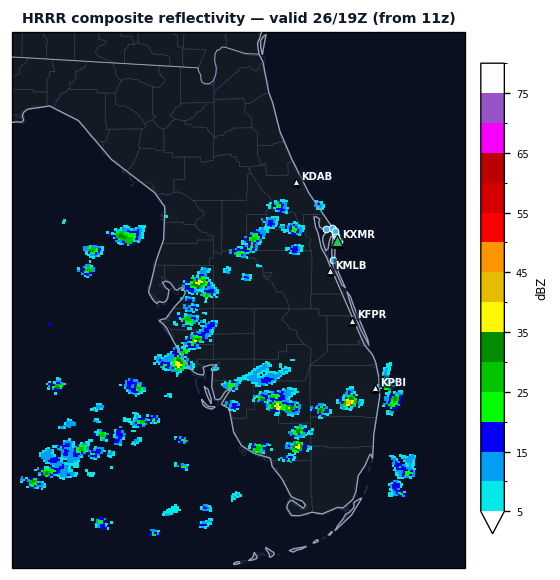 HRRR composite reflectivity — valid 26/19Z (from 11z)
KDAB
KXMR
KMLB
KFPR
KPBI
75
65
55
45
35
25
15
5
dBZ